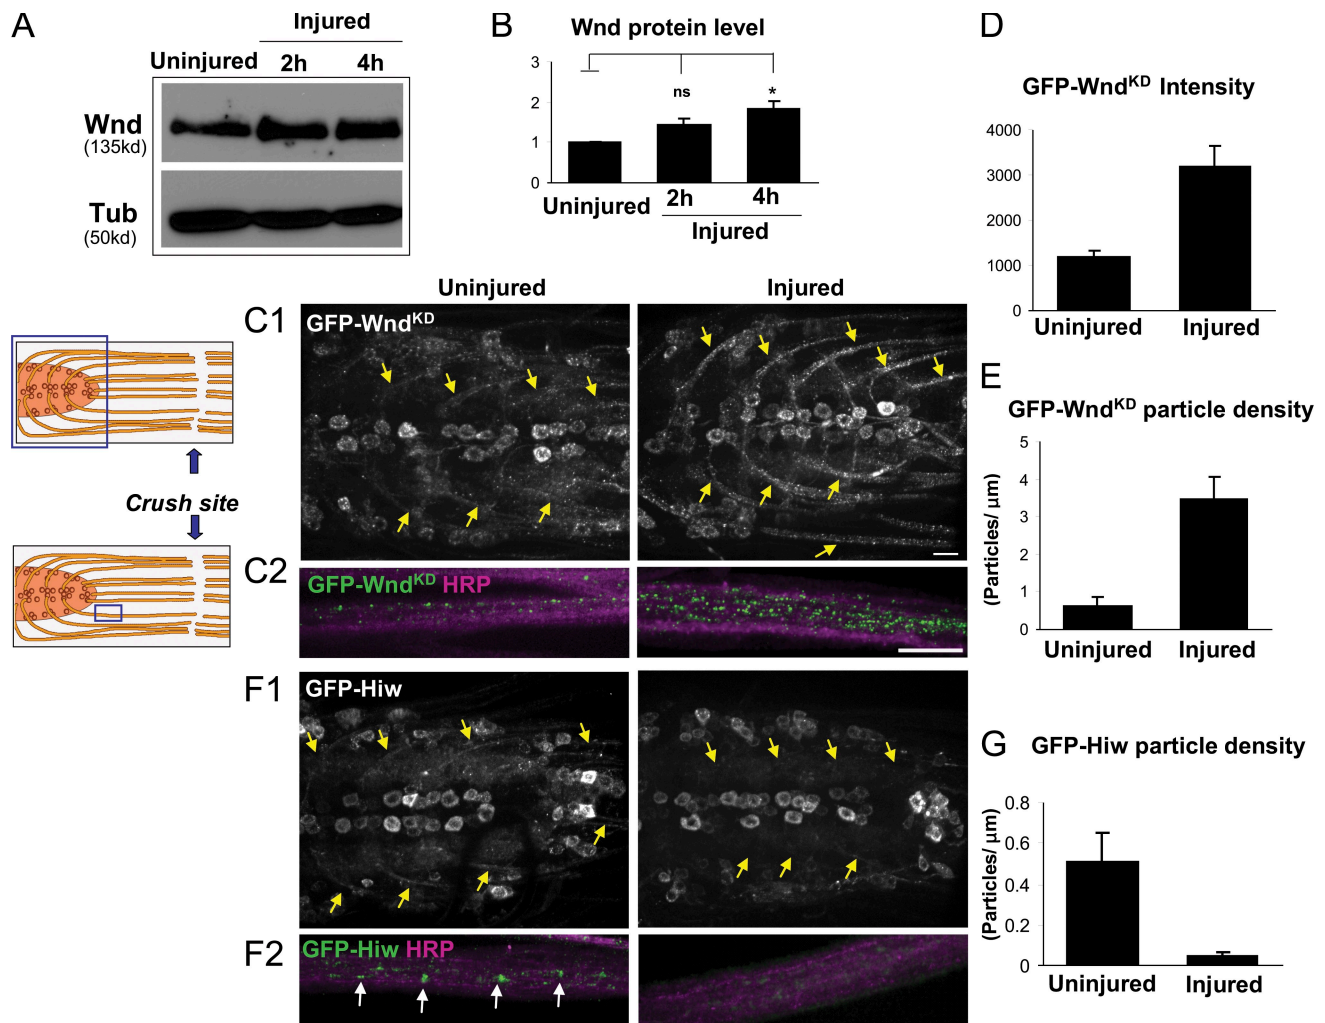 A
Injured
Uninjured 2h 4h
Wnd
(135kd)
Tub
(50kd)
B
Wnd protein level
3
2
1
0
ns
*
Uninjured
2h 4h
Injured
D
GFP-WndKD Intensity
4000
3000
2000
1000
0
Uninjured Injured
Crush site
Uninjured Injured
C1
GFP-WndKD
C2
GFP-WndKD HRP
E
GFP-WndKD particle density
(Particles/ μm)
5
4
3
2
1
0
Uninjured Injured
F1
GFP-Hiw
F2
GFP-Hiw HRP
G
GFP-Hiw particle density
(Particles/ μm)
0.8
0.6
0.4
0.2
0
Uninjured Injured